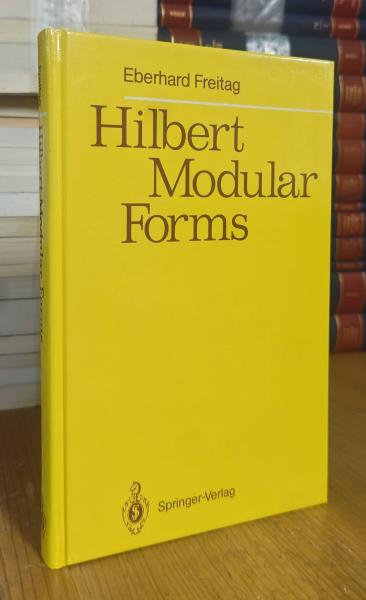 Eberhard Freitag
Hilbert
Modular
Forms
Springer-Verlag